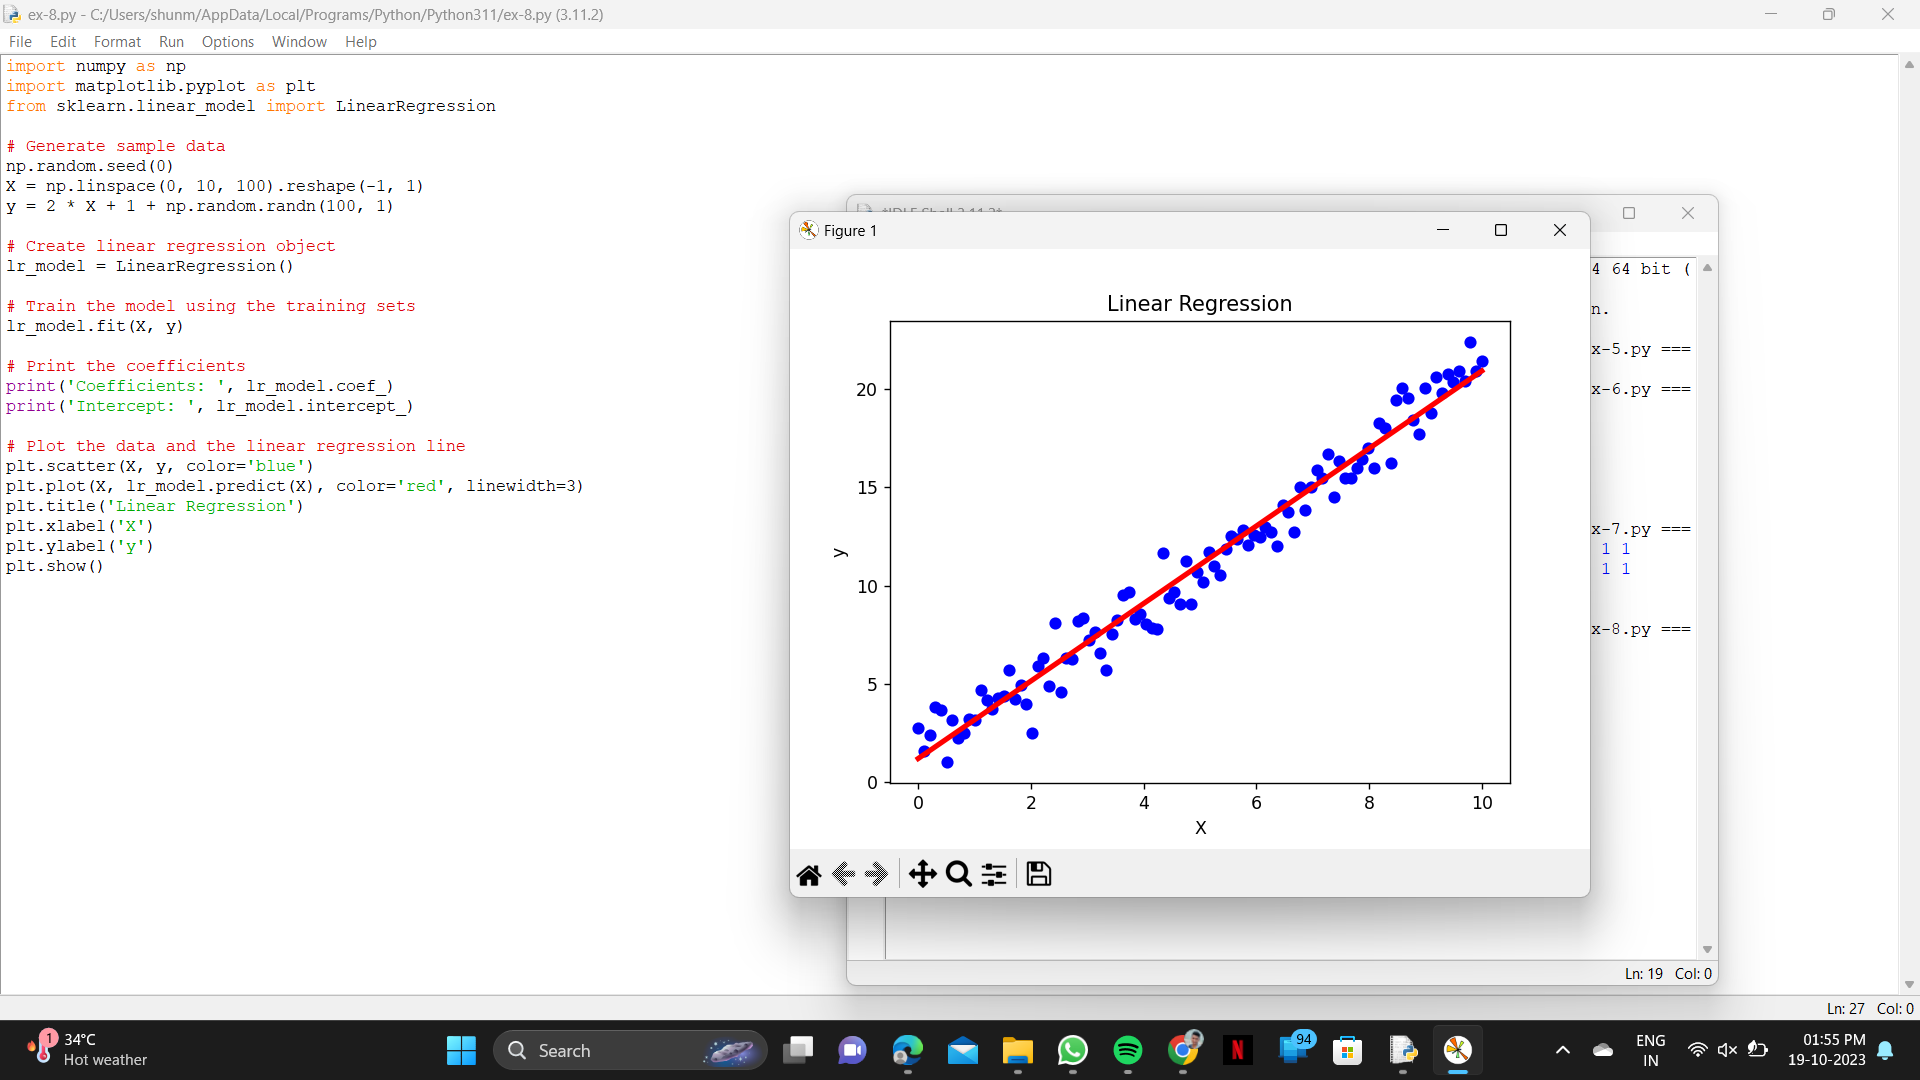 ex-8.py - C:/Users/shunm/AppData/Local/Programs/Python/Python311/ex-8.py (3.11.2)
File Edit Format Run Options Window Help
import numpy as np
import matplotlib.pyplot as plt
from sklearn.linear_model import LinearRegression
# Generate sample data
np.random.seed(0)
X = np.linspace(0, 10, 100).reshape(-1, 1)
y = 2 * X + 1 + np.random.randn(100, 1)
# Create linear regression object
lr_model = LinearRegression()
# Train the model using the training sets
lr_model.fit(X, y)
# Print the coefficients
print('Coefficients: ', lr_model.coef_)
print('Intercept: ', lr_model.intercept_)
# Plot the data and the linear regression line
plt.scatter(X, y, color='blue')
plt.plot(X, lr_model.predict(X), color='red', linewidth=3)
plt.title('Linear Regression')
plt.xlabel('X')
plt.ylabel('y')
plt.show()
Figure 1
Linear Regression
20
15
10
5
0
y
0 2 4 6 8 10
X
4 64 bit (
n.
x-5.py ===
x-6.py ===
x-7.py ===
1 1
1 1
x-8.py ===
Ln: 19 Col: 0
Ln: 27 Col: 0
1
34°C
Hot weather
Search
N
94
ENG
IN
01:55 PM
19-10-2023